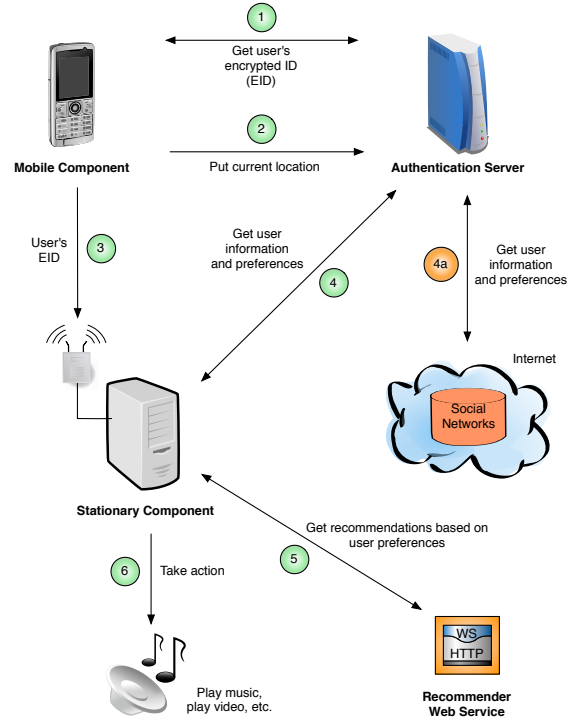 1
Get user's
encrypted ID
(EID)
2
Put current location
Mobile Component
Authentication Server
User's
EID
3
Get user
information
and preferences
4
4a
Get user
information
and preferences
Internet
Social
Networks
Stationary Component
Get recommendations based on
user preferences
5
6
Take action
Play music,
play video, etc.
WS
HTTP
Recommender
Web Service